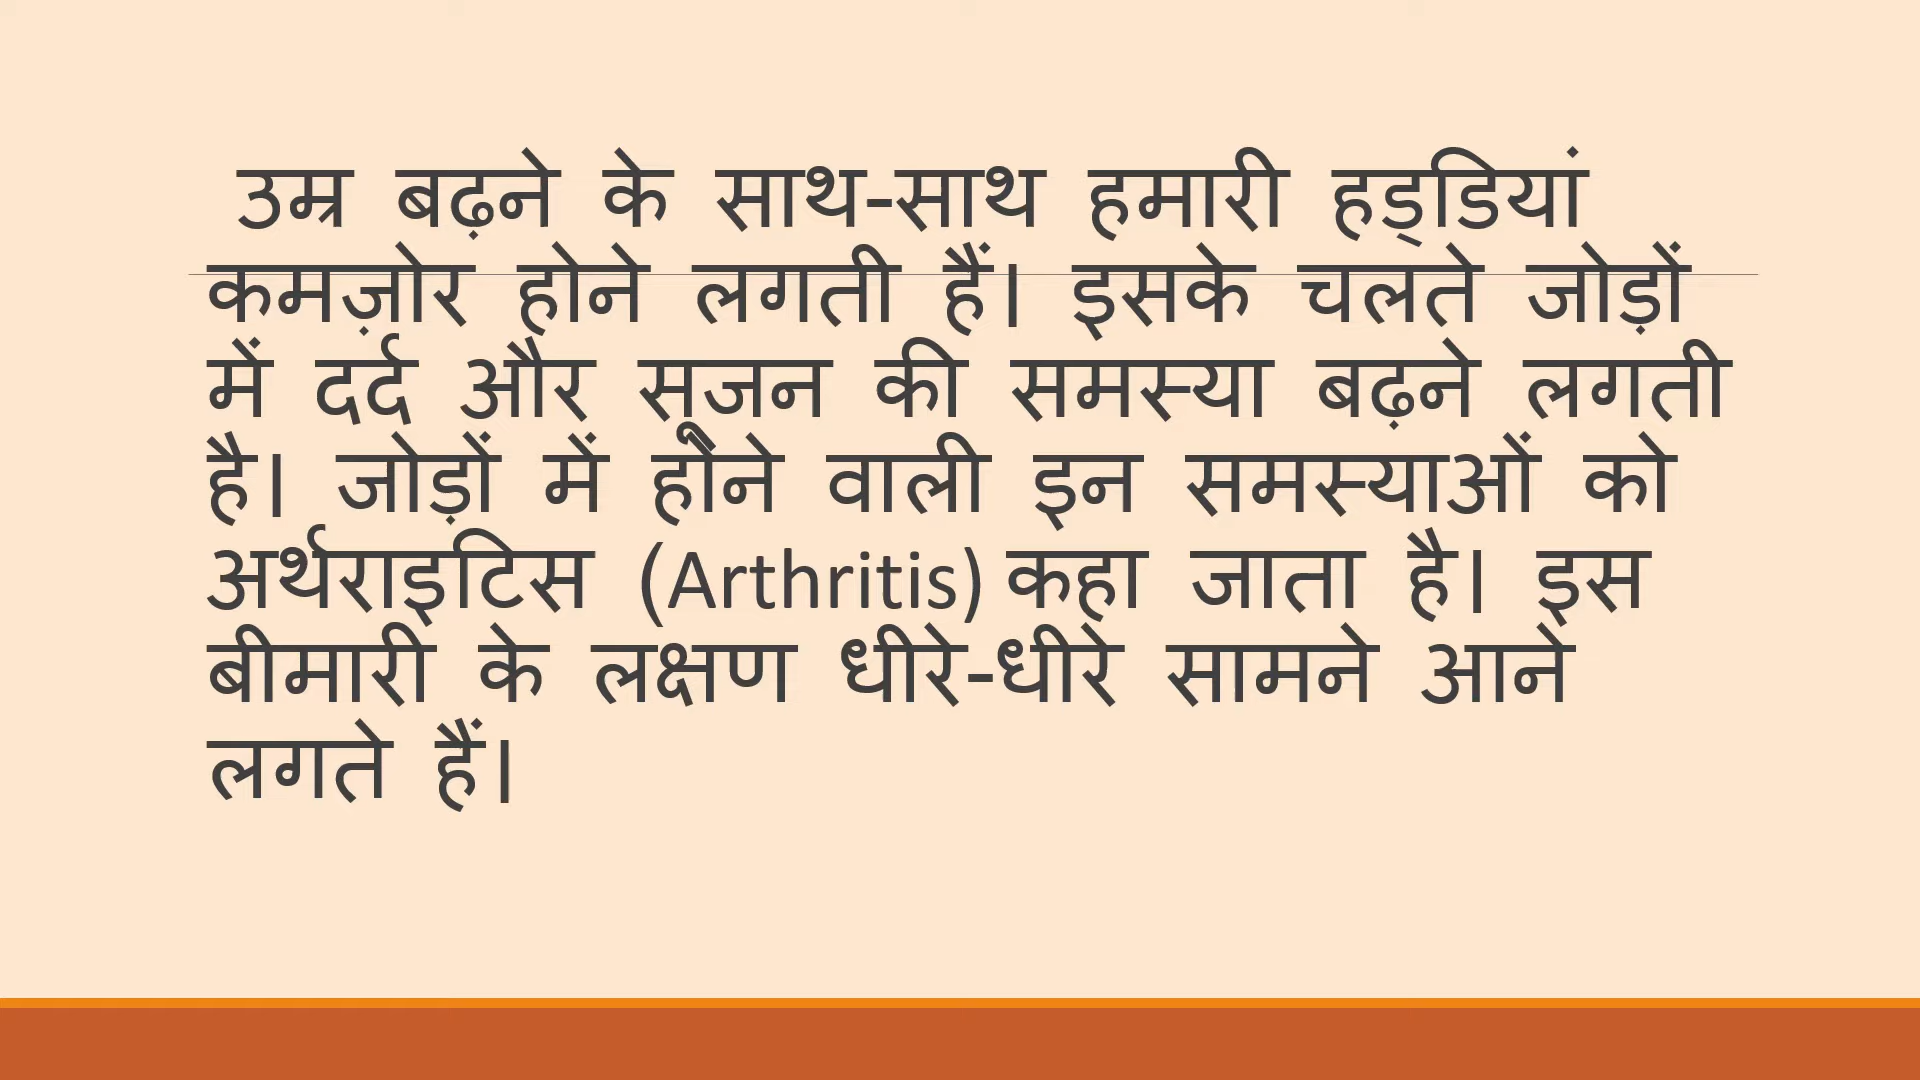 उम्र बढ़ने के साथ-साथ हमारी हड्डियां
कमज़ोर होने लगती हैं। इसके चलते जोड़ों
में दर्द और सूजन की समस्या बढ़ने लगती
है। जोड़ों में होने वाली इन समस्याओं को
अर्थराइटिस (Arthritis) कहा जाता है। इस
बीमारी के लक्षण धीरे-धीरे सामने आने
लगते हैं।